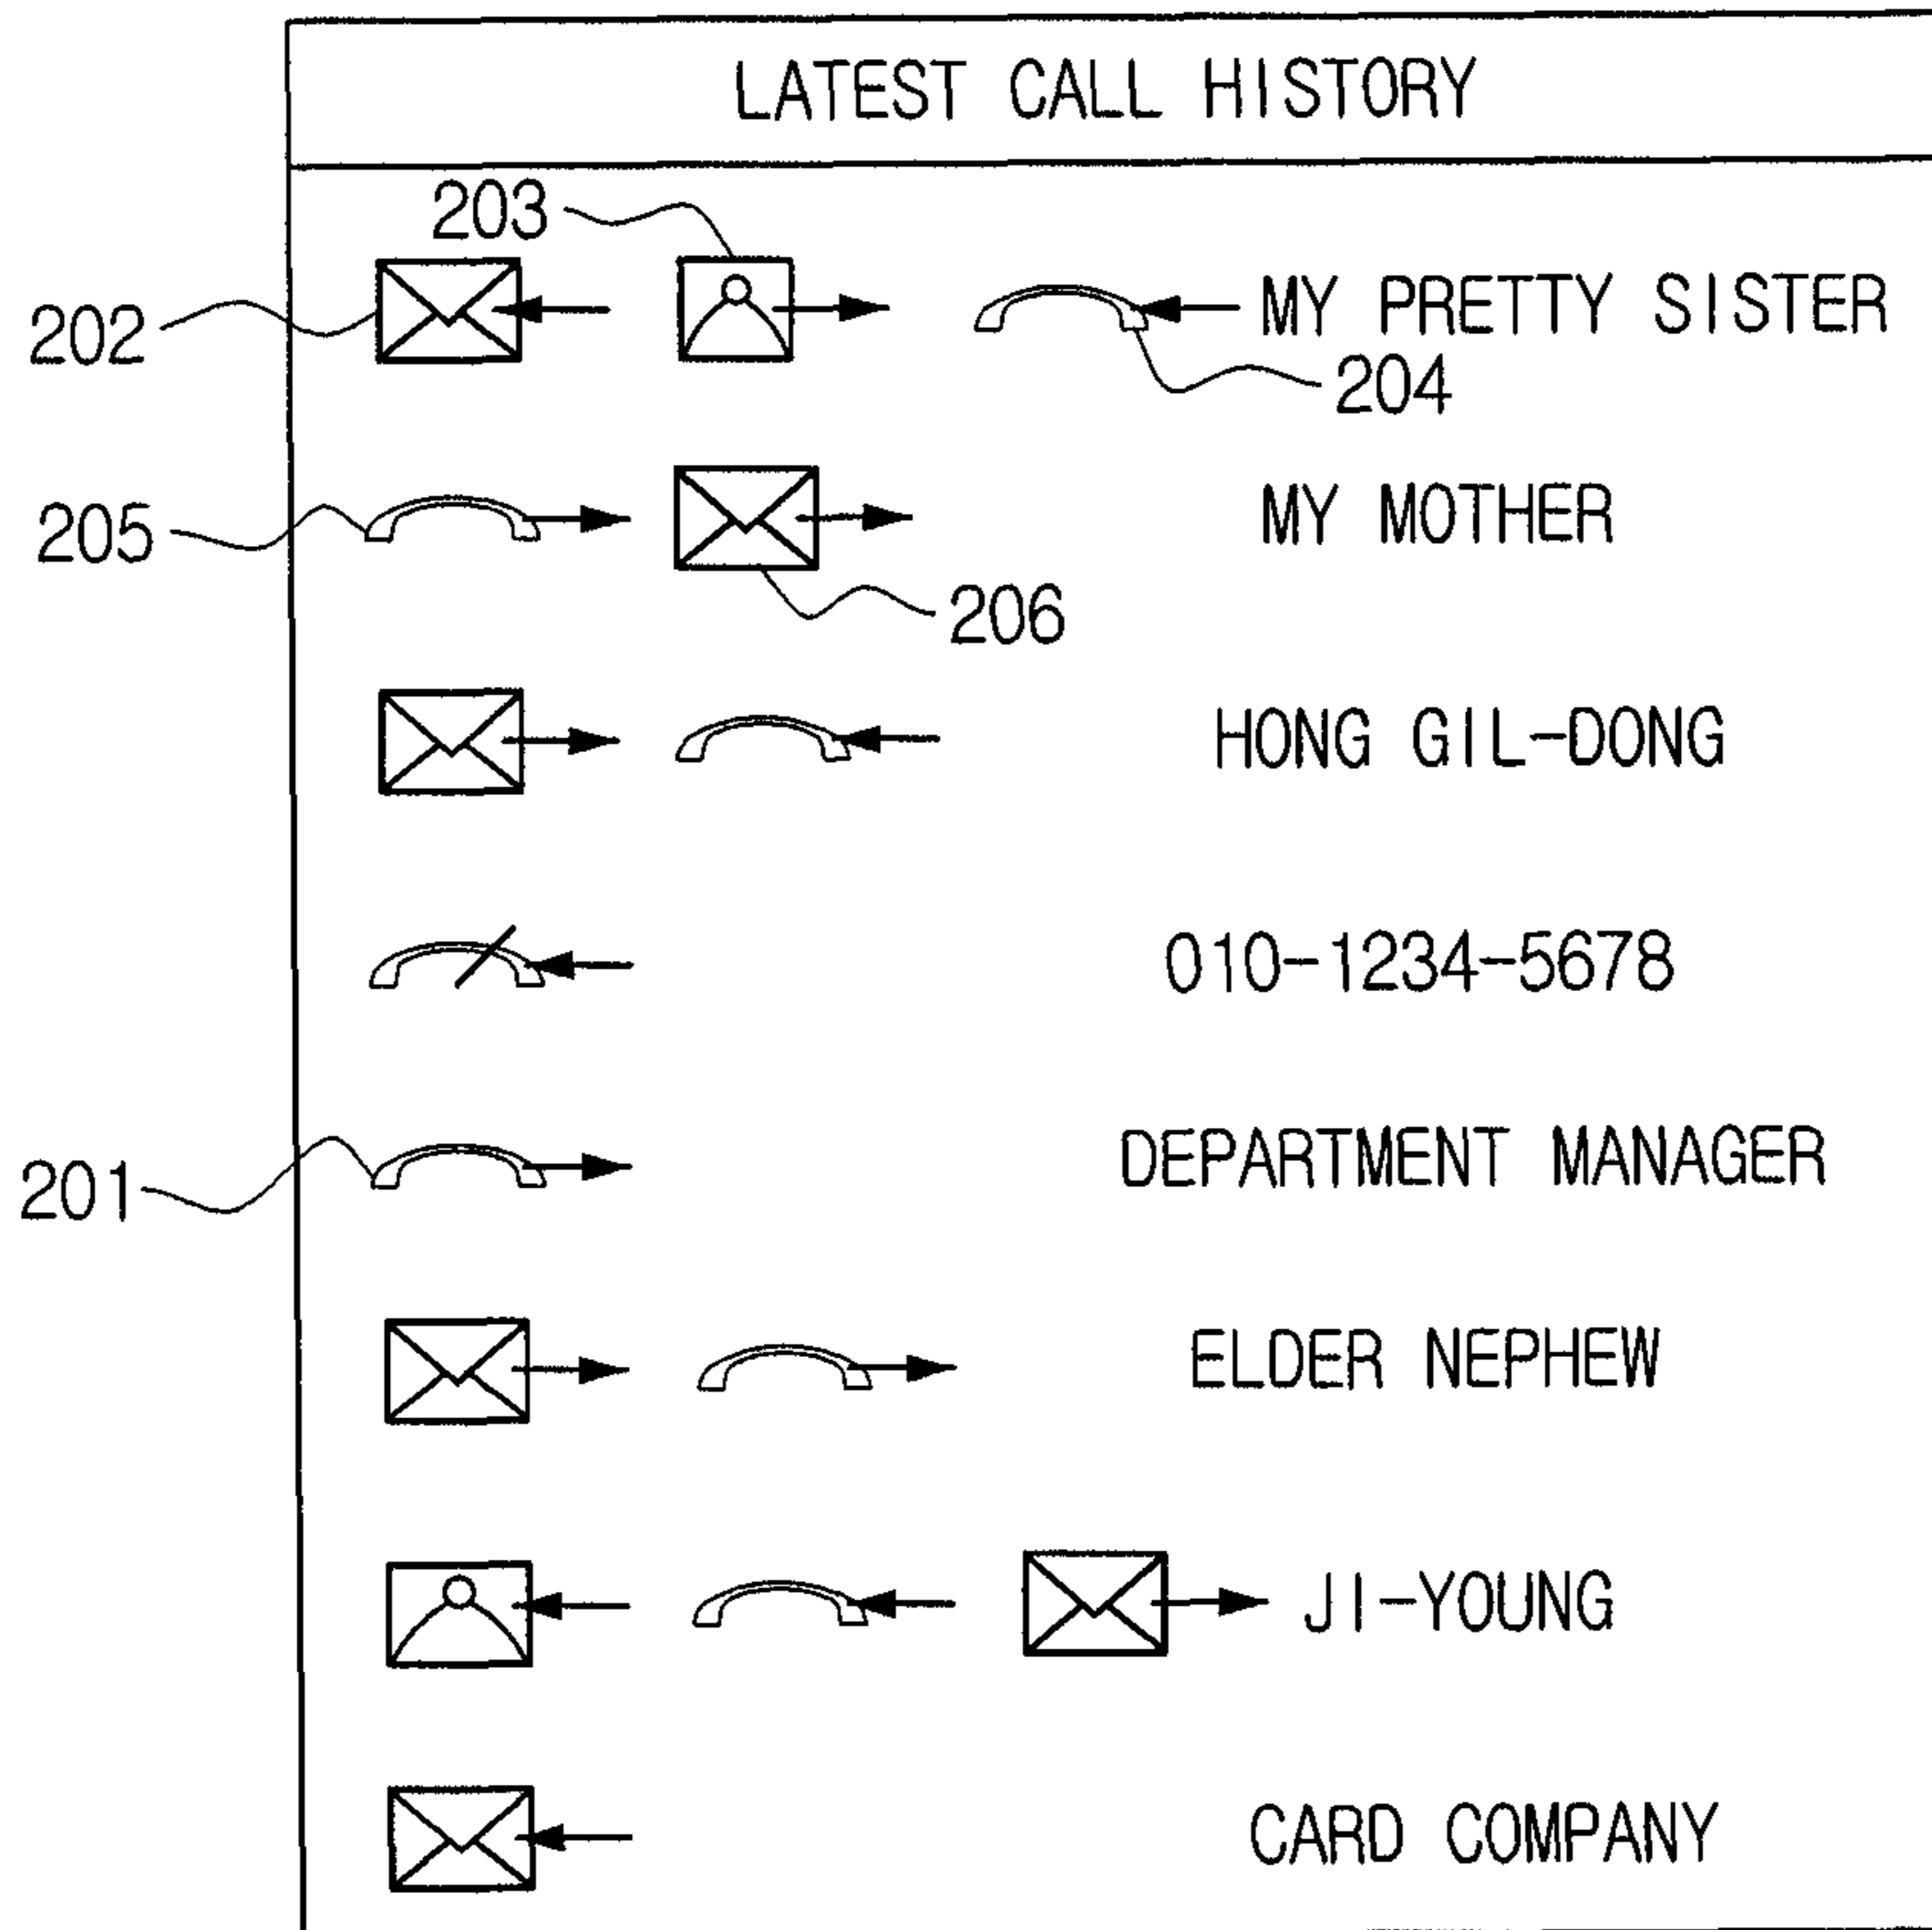 LATEST CALL HISTORY
203
202
MY PRETTY SISTER
204
205
MY MOTHER
206
HONG GIL-DONG
010-1234-5678
201
DEPARTMENT MANAGER
ELDER NEPHEW
JI-YOUNG
CARD COMPANY